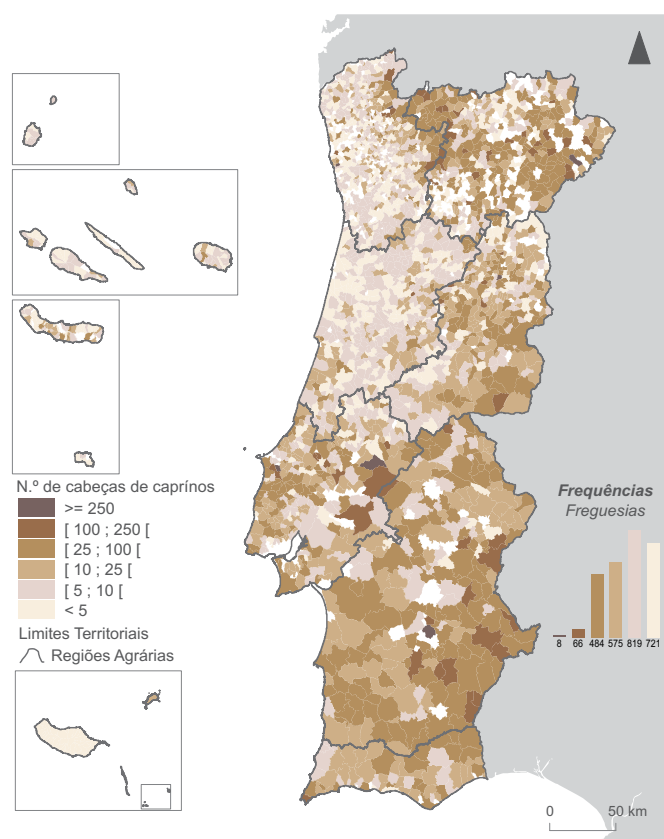 N.º de cabeças de caprínos
>= 250
[ 100 ; 250 [
[ 25 ; 100 [
[ 10 ; 25 [
[ 5 ; 10 [
< 5
Limites Territoriais
Regiões Agrárias
Frequências
Freguesias
8 66 484 575 819 721
0 50 km